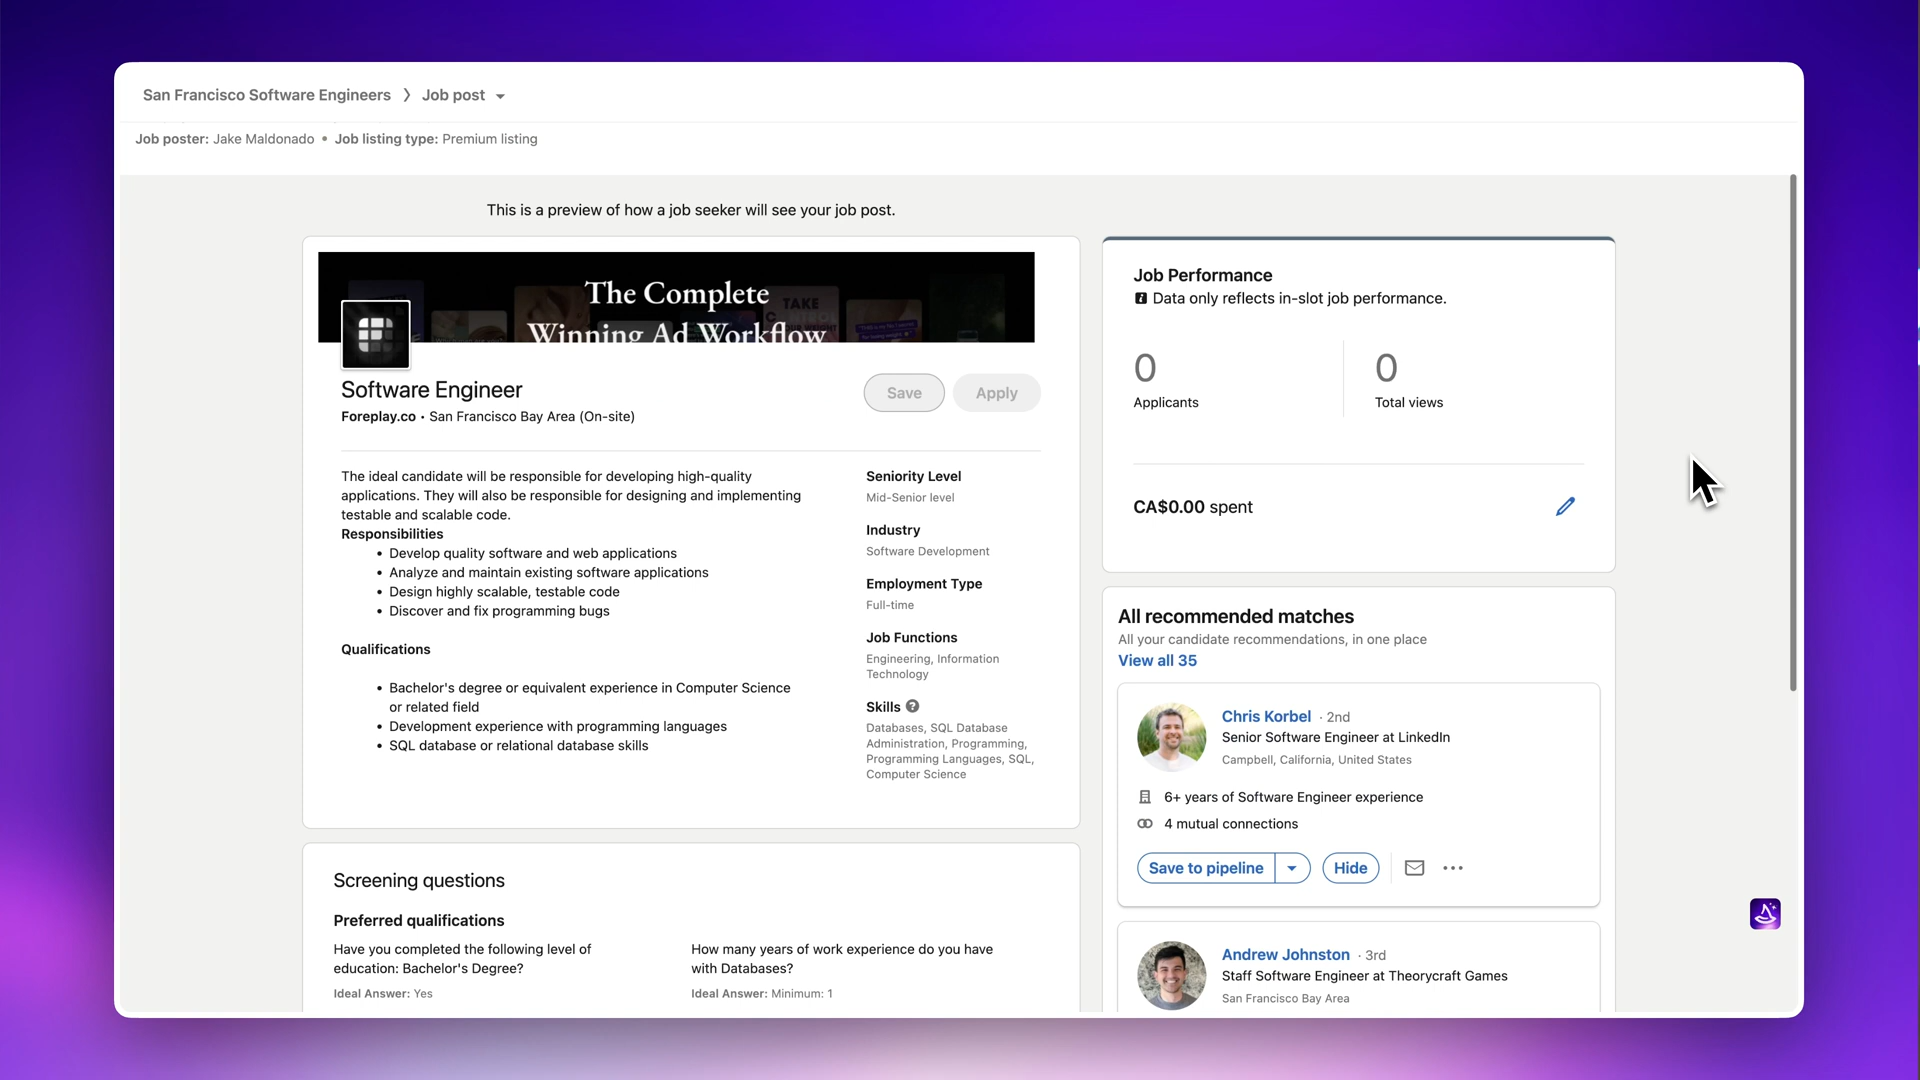 San Francisco Software Engineers > Job post
Job poster: Jake Maldonado • Job listing type: Premium listing
This is a preview of how a job seeker will see your job post.
The Complete
Winning Ad Workflow
TAKE
Software Engineer
Foreplay.co · San Francisco Bay Area (On-site)
Save
Apply
The ideal candidate will be responsible for developing high-quality
applications. They will also be responsible for designing and implementing
testable and scalable code.
Responsibilities
• Develop quality software and web applications
• Analyze and maintain existing software applications
• Design highly scalable, testable code
• Discover and fix programming bugs
Qualifications
• Bachelor's degree or equivalent experience in Computer Science
or related field
• Development experience with programming languages
• SQL database or relational database skills
Seniority Level
Mid-Senior level
Industry
Software Development
Employment Type
Full-time
Job Functions
Engineering, Information
Technology
Skills
Databases, SQL Database
Administration, Programming,
Programming Languages, SQL,
Computer Science
Screening questions
Preferred qualifications
Have you completed the following level of
education: Bachelor's Degree?
Ideal Answer: Yes
How many years of work experience do you have
with Databases?
Ideal Answer: Minimum: 1
Job Performance
Data only reflects in-slot job performance.
0
Applicants
0
Total views
CA$0.00 spent
All recommended matches
All your candidate recommendations, in one place
View all 35
Chris Korbel · 2nd
Senior Software Engineer at LinkedIn
Campbell, California, United States
6+ years of Software Engineer experience
4 mutual connections
Save to pipeline
Hide
Andrew Johnston · 3rd
Staff Software Engineer at Theorycraft Games
San Francisco Bay Area